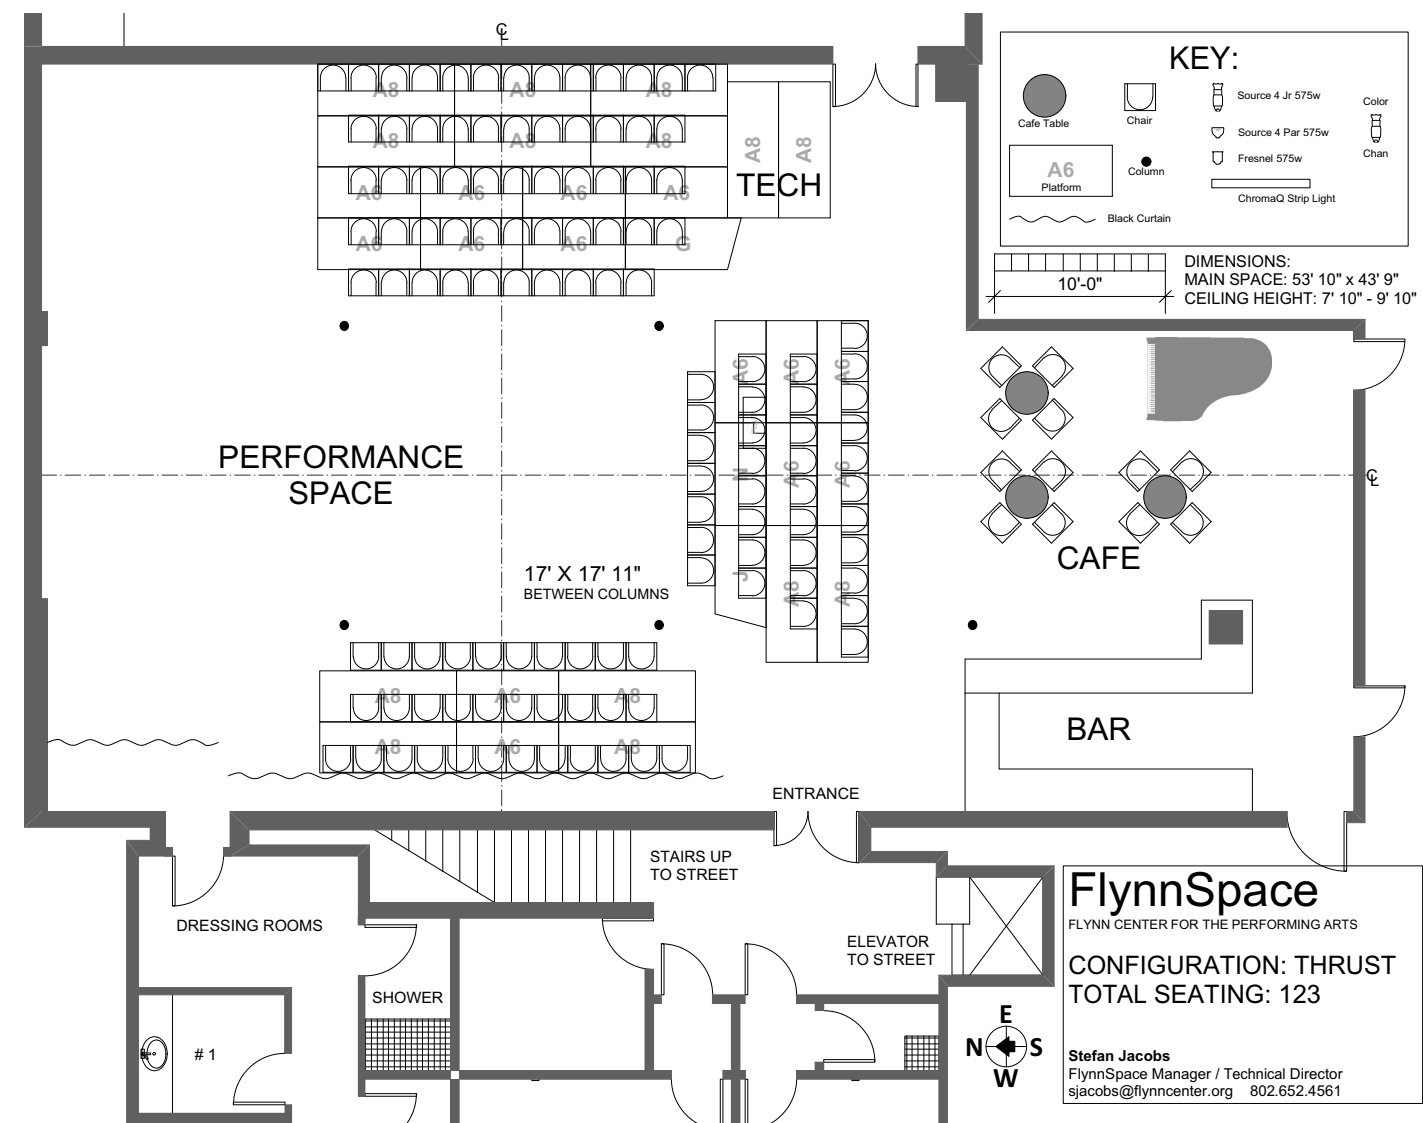 ℄
KEY:
Cafe Table
Chair
Source 4 Jr 575w
Source 4 Par 575w
Fresnel 575w
ChromaQ Strip Light
Color
Chan
A6
Platform
Column
Black Curtain
10'-0"
DIMENSIONS:
MAIN SPACE: 53' 10" x 43' 9"
CEILING HEIGHT: 7' 10" - 9' 10"
A8 A8 A8
A8 A8 A8
A6 A6 A6 A6
A6 A6 A6 G
A8 A8
TECH
A6 A6 A6
N A6 A6
J A8 A8
PERFORMANCE
SPACE
℄
17' X 17' 11"
BETWEEN COLUMNS
CAFE
A8 A6 A8
A8 A6 A8
BAR
ENTRANCE
STAIRS UP
TO STREET
DRESSING ROOMS
ELEVATOR
TO STREET
SHOWER
# 1
E
N S
W
FlynnSpace
FLYNN CENTER FOR THE PERFORMING ARTS
CONFIGURATION: THRUST
TOTAL SEATING: 123
Stefan Jacobs
FlynnSpace Manager / Technical Director
sjacobs@flynncenter.org 802.652.4561